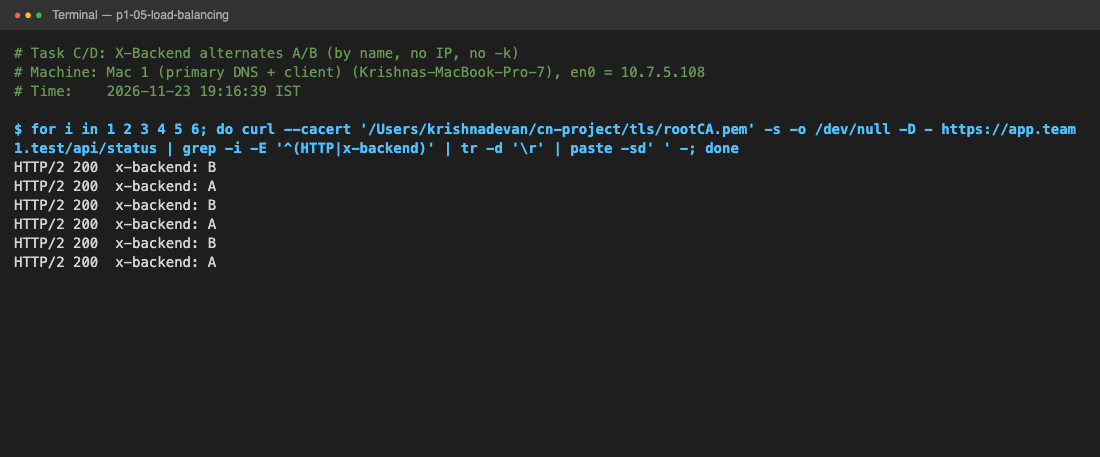 Terminal — p1-05-load-balancing
# Task C/D: X-Backend alternates A/B (by name, no IP, no -k)
# Machine: Mac 1 (primary DNS + client) (Krishnas-MacBook-Pro-7), en0 = 10.7.5.108
# Time:    2026-11-23 19:16:39 IST
$ for i in 1 2 3 4 5 6; do curl --cacert '/Users/krishnadevan/cn-project/tls/rootCA.pem' -s -o /dev/null -D - https://app.team
1.test/api/status | grep -i -E '^(HTTP|x-backend)' | tr -d '\r' | paste -sd' ' -; done
HTTP/2 200  x-backend: B
HTTP/2 200  x-backend: A
HTTP/2 200  x-backend: B
HTTP/2 200  x-backend: A
HTTP/2 200  x-backend: B
HTTP/2 200  x-backend: A